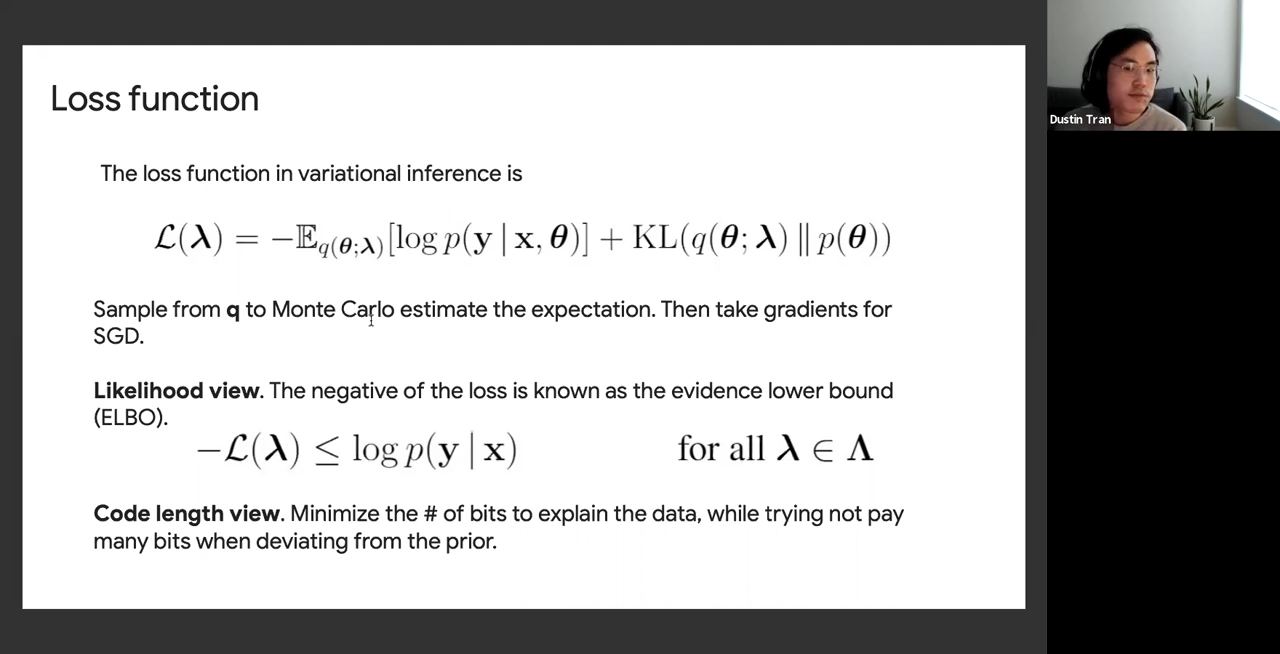 Loss function
The loss function in variational inference is
𝓛(𝛌) = −𝔼_{q(𝛉;𝛌)}[log p(𝐲 | 𝐱, 𝛉)] + KL(q(𝛉; 𝛌) ∥ p(𝛉))
Sample from q to Monte Carlo estimate the expectation. Then take gradients for
SGD.
Likelihood view. The negative of the loss is known as the evidence lower bound
(ELBO).
−𝓛(𝛌) ≤ log p(𝐲 | 𝐱) for all 𝛌 ∈ 𝚲
Code length view. Minimize the # of bits to explain the data, while trying not pay
many bits when deviating from the prior.
Dustin Tran